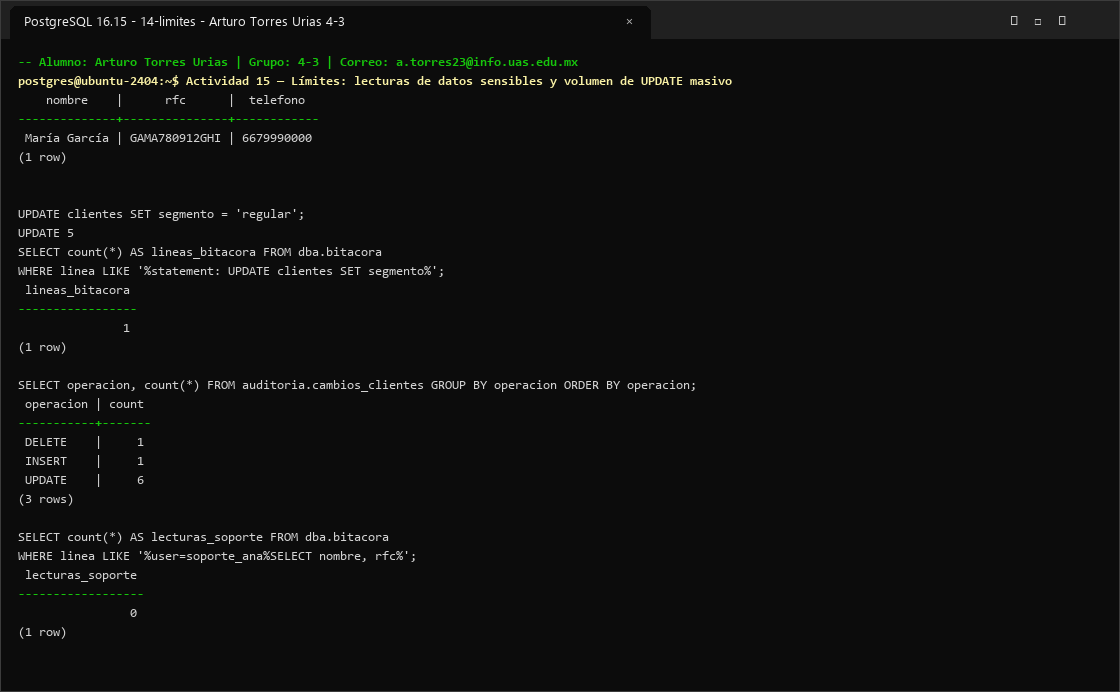 PostgreSQL 16.15 - 14-limites - Arturo Torres Urias 4-3
-- Alumno: Arturo Torres Urias | Grupo: 4-3 | Correo: a.torres23@info.uas.edu.mx
postgres@ubuntu-2404:~$ Actividad 15 — Límites: lecturas de datos sensibles y volumen de UPDATE masivo
    nombre    |      rfc      |  telefono
--------------+---------------+------------
 María García | GAMA780912GHI | 6679990000
(1 row)
UPDATE clientes SET segmento = 'regular';
UPDATE 5
SELECT count(*) AS lineas_bitacora FROM dba.bitacora
WHERE linea LIKE '%statement: UPDATE clientes SET segmento%';
 lineas_bitacora
-----------------
               1
(1 row)
SELECT operacion, count(*) FROM auditoria.cambios_clientes GROUP BY operacion ORDER BY operacion;
 operacion | count
-----------+-------
 DELETE    |     1
 INSERT    |     1
 UPDATE    |     6
(3 rows)
SELECT count(*) AS lecturas_soporte FROM dba.bitacora
WHERE linea LIKE '%user=soporte_ana%SELECT nombre, rfc%';
 lecturas_soporte
------------------
                0
(1 row)